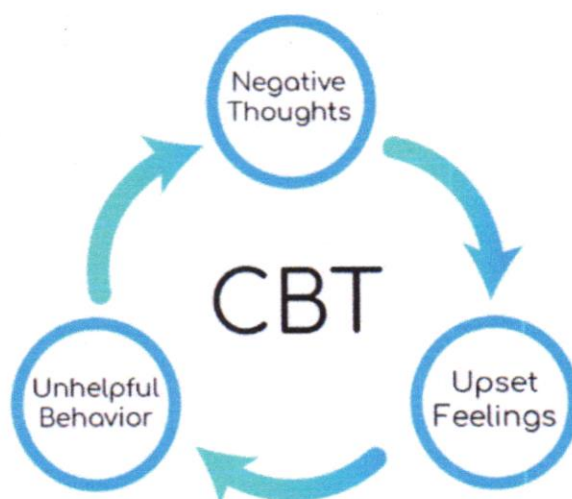 Negative
Thoughts
CBT
Upset
Feelings
Unhelpful
Behavior